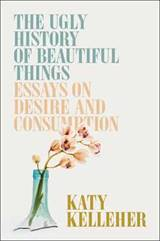 THE UGLY
HISTORY
OF BEAUTIFUL
THINGS
ESSAYS ON
DESIRE AND
CONSUMPTION
KATY
KELLEHER